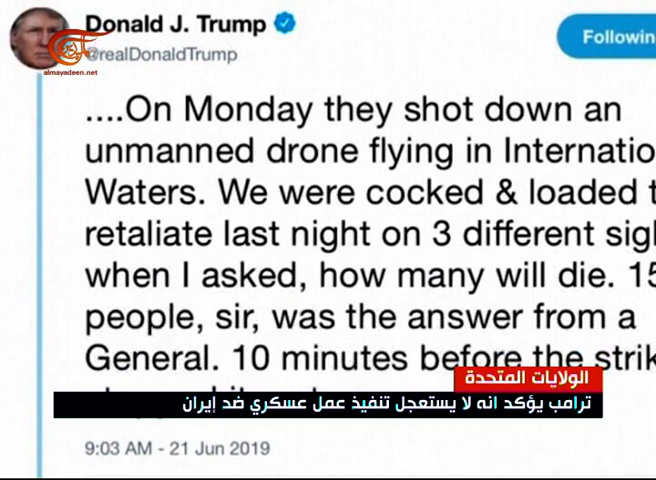 Donald J. Trump
@realDonaldTrump
Followin
almayadeen.net
....On Monday they shot down an
unmanned drone flying in Internatio
Waters. We were cocked & loaded t
retaliate last night on 3 different sigh
when I asked, how many will die. 15
people, sir, was the answer from a
General. 10 minutes before the strik
الولايات المتحدة
ترامب يؤكد انه لا يستعجل تنفيذ عمل عسكري ضد إيران
9:03 AM - 21 Jun 2019